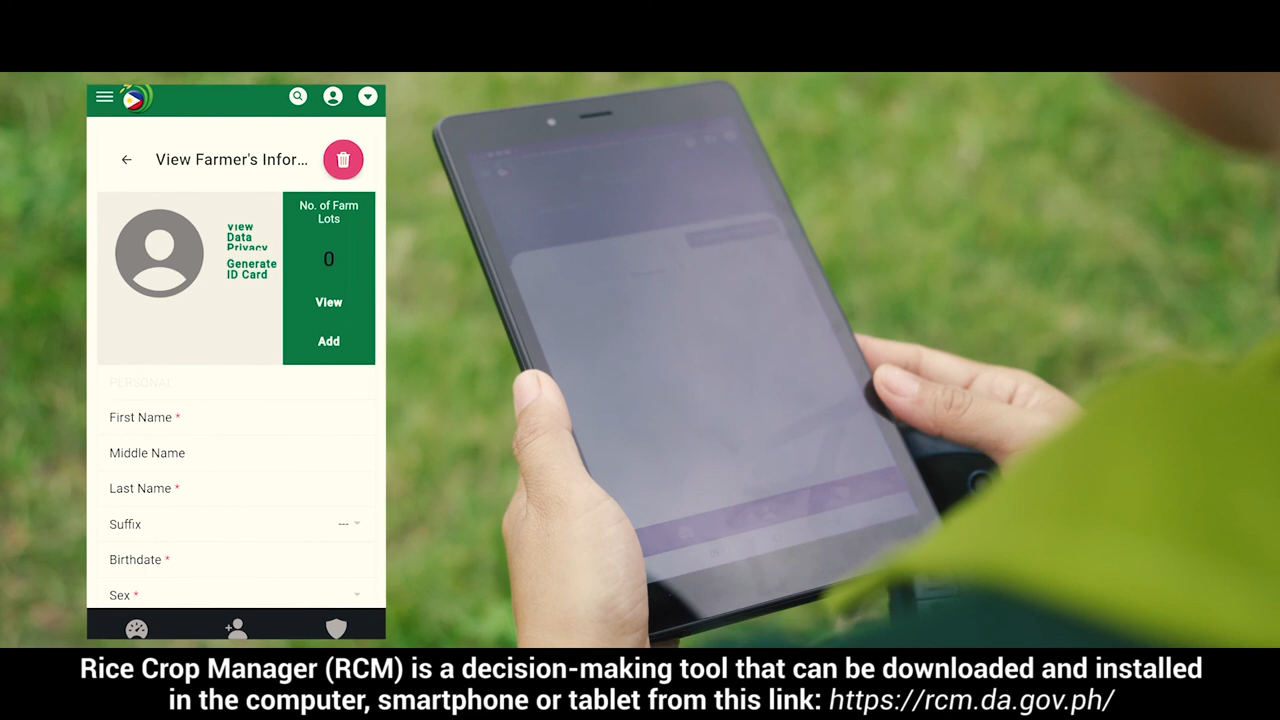 View Farmer's Infor...
View
Data
Privacy
Generate
ID Card
No. of Farm
Lots
0
View
Add
PERSONAL
First Name *
Middle Name
Last Name *
Suffix ---
Birthdate *
Sex *
Rice Crop Manager (RCM) is a decision-making tool that can be downloaded and installed
in the computer, smartphone or tablet from this link: https://rcm.da.gov.ph/